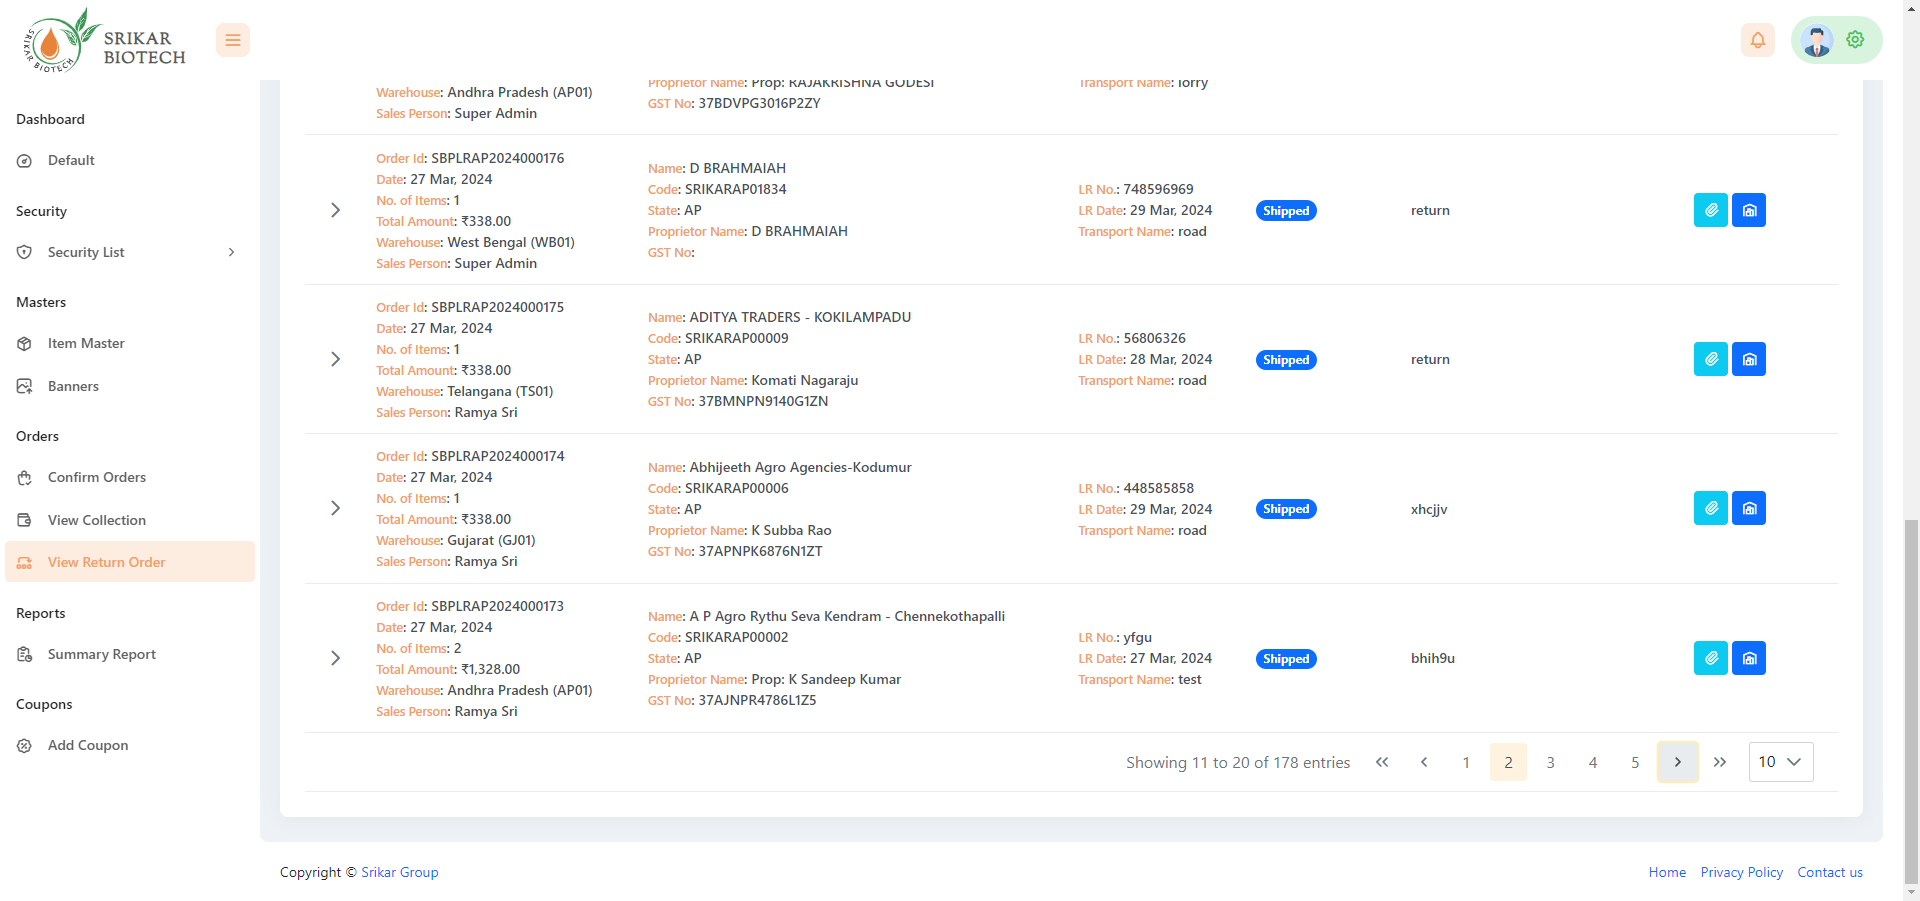 SRIKAR BIOTECH
SRIKAR
BIOTECH
Dashboard
Default
Security
Security List
Masters
Item Master
Banners
Orders
Confirm Orders
View Collection
View Return Order
Reports
Summary Report
Coupons
Add Coupon
Warehouse: Andhra Pradesh (AP01)
Sales Person: Super Admin
Proprietor Name: Prop: RAJAKRISHNA GODESI
GST No: 37BDVPG3016P2ZY
Transport Name: lorry
Order Id: SBPLRAP2024000176
Date: 27 Mar, 2024
No. of Items: 1
Total Amount: ₹338.00
Warehouse: West Bengal (WB01)
Sales Person: Super Admin
Name: D BRAHMAIAH
Code: SRIKARAP01834
State: AP
Proprietor Name: D BRAHMAIAH
GST No:
LR No.: 748596969
LR Date: 29 Mar, 2024
Transport Name: road
Shipped
return
Order Id: SBPLRAP2024000175
Date: 27 Mar, 2024
No. of Items: 1
Total Amount: ₹338.00
Warehouse: Telangana (TS01)
Sales Person: Ramya Sri
Name: ADITYA TRADERS - KOKILAMPADU
Code: SRIKARAP00009
State: AP
Proprietor Name: Komati Nagaraju
GST No: 37BMNPN9140G1ZN
LR No.: 56806326
LR Date: 28 Mar, 2024
Transport Name: road
Shipped
return
Order Id: SBPLRAP2024000174
Date: 27 Mar, 2024
No. of Items: 1
Total Amount: ₹338.00
Warehouse: Gujarat (GJ01)
Sales Person: Ramya Sri
Name: Abhijeeth Agro Agencies-Kodumur
Code: SRIKARAP00006
State: AP
Proprietor Name: K Subba Rao
GST No: 37APNPK6876N1ZT
LR No.: 448585858
LR Date: 29 Mar, 2024
Transport Name: road
Shipped
xhcjjv
Order Id: SBPLRAP2024000173
Date: 27 Mar, 2024
No. of Items: 2
Total Amount: ₹1,328.00
Warehouse: Andhra Pradesh (AP01)
Sales Person: Ramya Sri
Name: A P Agro Rythu Seva Kendram - Chennekothapalli
Code: SRIKARAP00002
State: AP
Proprietor Name: Prop: K Sandeep Kumar
GST No: 37AJNPR4786L1Z5
LR No.: yfgu
LR Date: 27 Mar, 2024
Transport Name: test
Shipped
bhih9u
Showing 11 to 20 of 178 entries 1 2 3 4 5 10
Copyright © Srikar Group
Home Privacy Policy Contact us